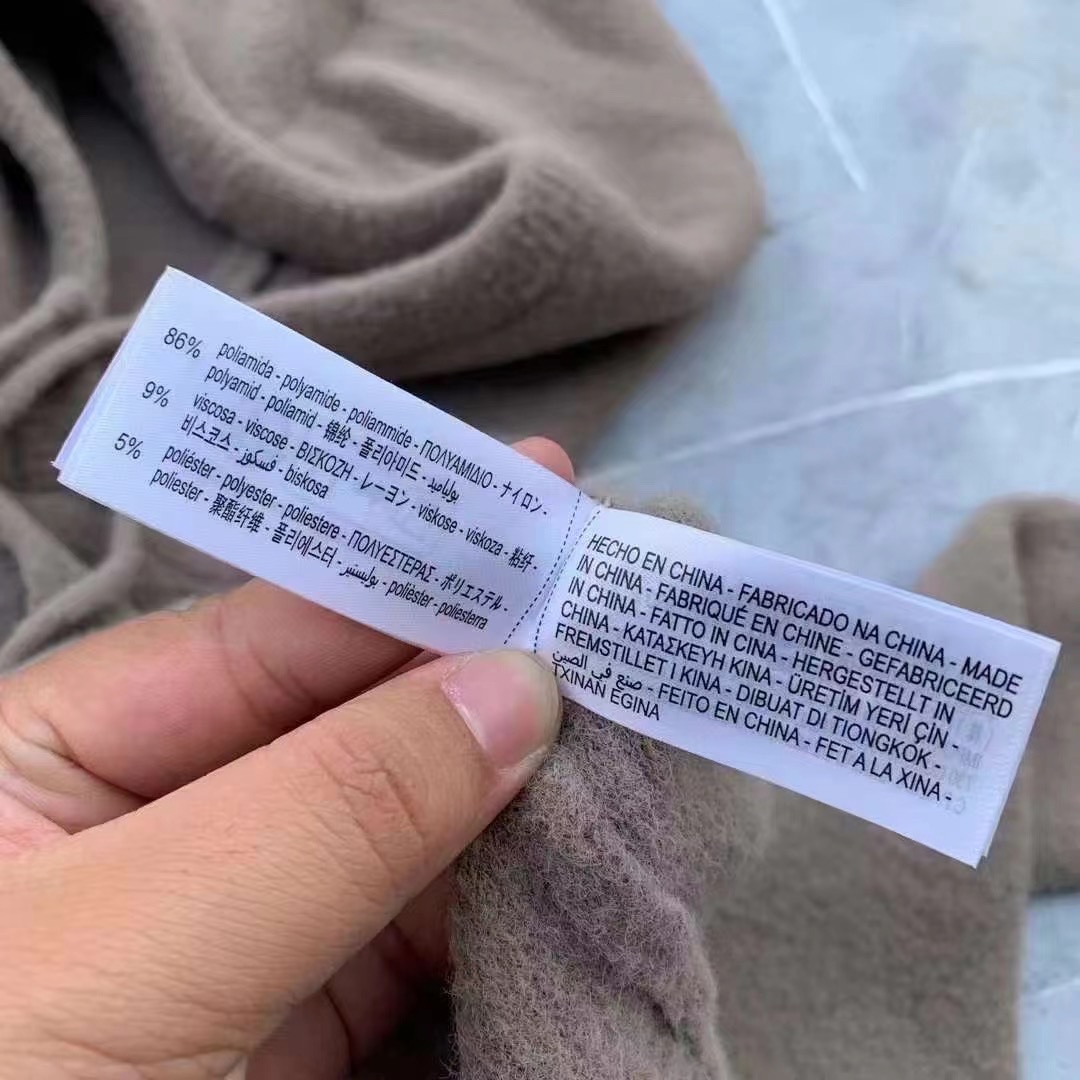 86% poliamida - polyamide - poliammide - ΠΟΛΥΑΜΙΔΙΟ - ナイロン -
polyamid - poliamid - 锦纶 - 폴리아미드 - بولياميد
9% viscosa - viscose - ΒΙΣΚΟΖΗ - レーヨン - viskose - viskoza - 粘纤 -
비스코스 - فسكوز - biskosa
5% poliéster - polyester - poliestere - ΠΟΛΥΕΣΤΕΡΑΣ - ポリエステル -
poliester - 聚酯纤维 - 폴리에스터 - بوليستير - polièster - poliesterra
HECHO EN CHINA - FABRICADO NA CHINA - MADE
IN CHINA - FABRIQUÉ EN CHINE - GEFABRICEERD
IN CHINA - FATTO IN CINA - HERGESTELLT IN
CHINA - ΚΑΤΑΣΚΕΥΗ ΚΙΝΑ - ÜRETİM YERİ ÇİN -
FREMSTILLET I KINA - DIBUAT DI TIONGKOK -
صنع في الصين - FEITO EN CHINA - FET A LA XINA -
TXINAN EGINA